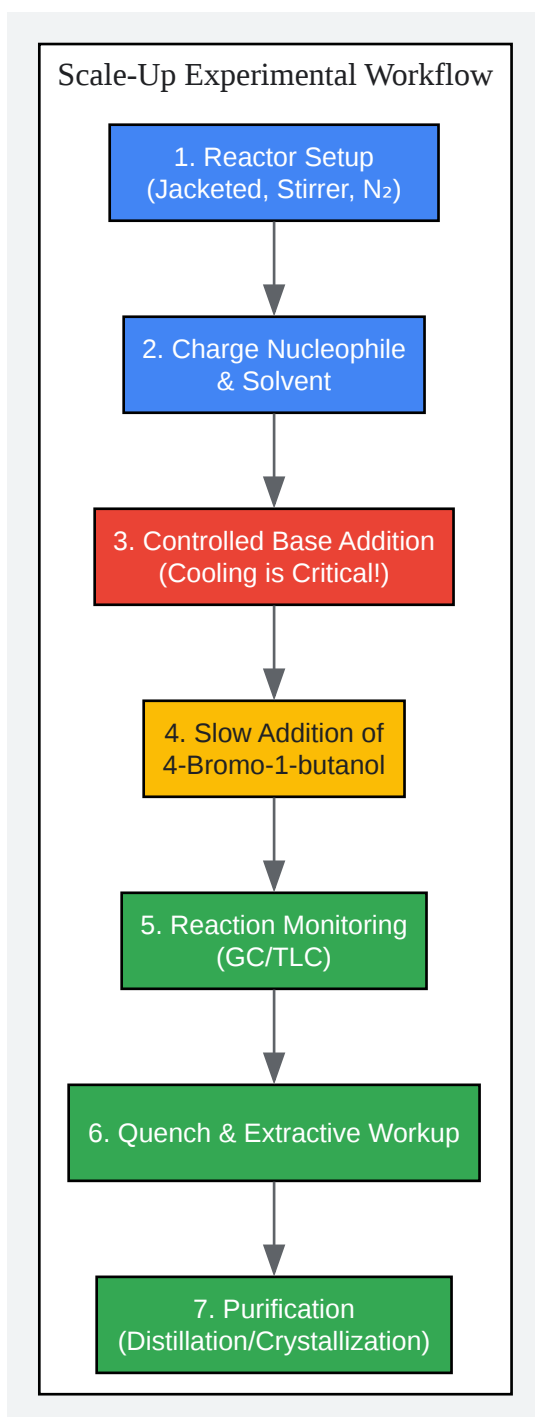 Scale-Up Experimental Workflow
1. Reactor Setup
(Jacketed, Stirrer, N₂)
2. Charge Nucleophile
& Solvent
3. Controlled Base Addition
(Cooling is Critical!)
4. Slow Addition of
4-Bromo-1-butanol
5. Reaction Monitoring
(GC/TLC)
6. Quench & Extractive Workup
7. Purification
(Distillation/Crystallization)